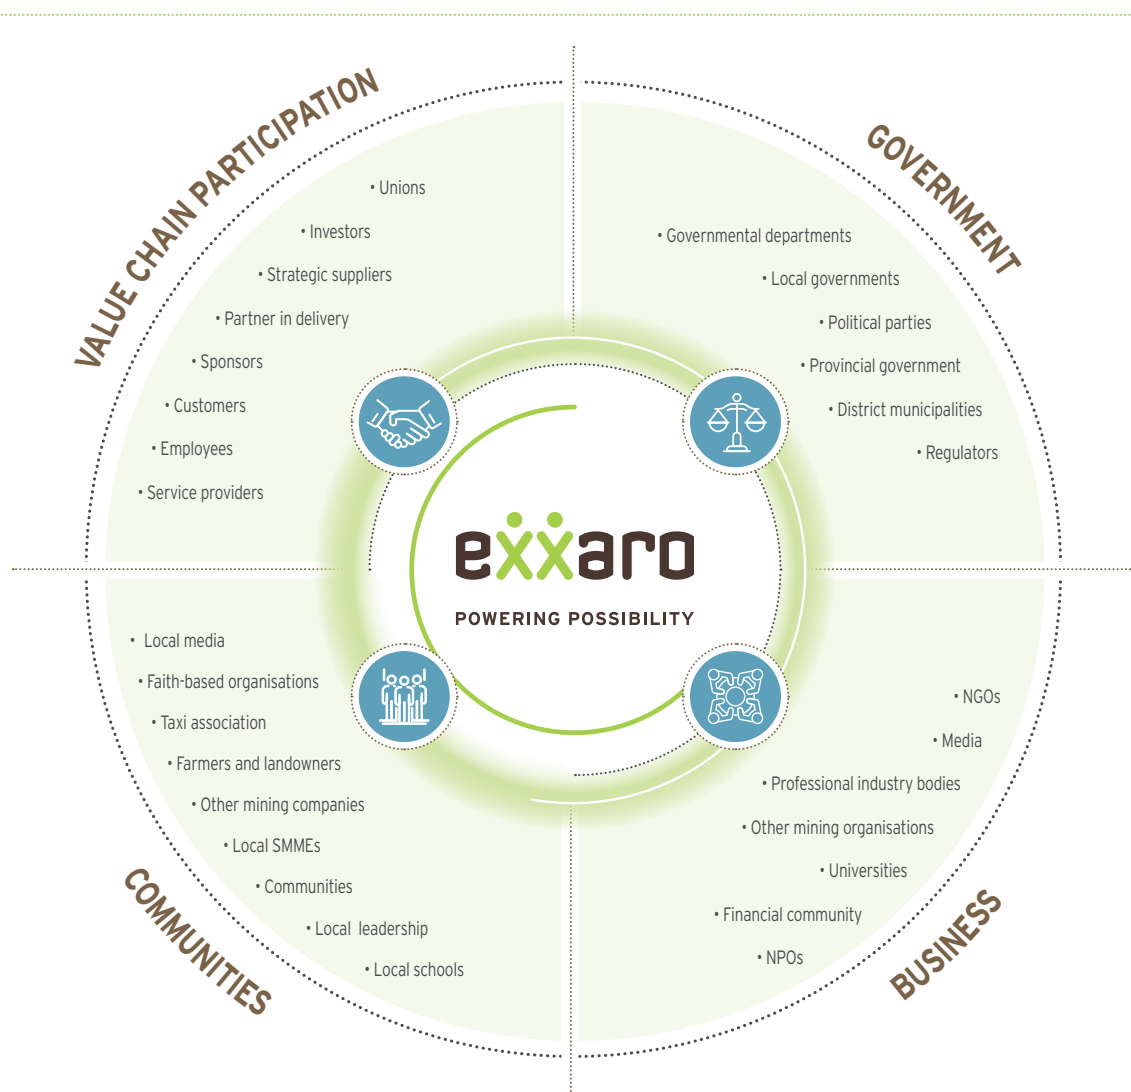 VALUE CHAIN PARTICIPATION
• Unions
• Investors
• Strategic suppliers
• Partner in delivery
• Sponsors
• Customers
• Employees
• Service providers
GOVERNMENT
• Governmental departments
• Local governments
• Political parties
• Provincial government
• District municipalities
• Regulators
exxaro
POWERING POSSIBILITY
COMMUNITIES
• Local media
• Faith-based organisations
• Taxi association
• Farmers and landowners
• Other mining companies
• Local SMMEs
• Communities
• Local leadership
• Local schools
BUSINESS
• NGOs
• Media
• Professional industry bodies
• Other mining organisations
• Universities
• Financial community
• NPOs